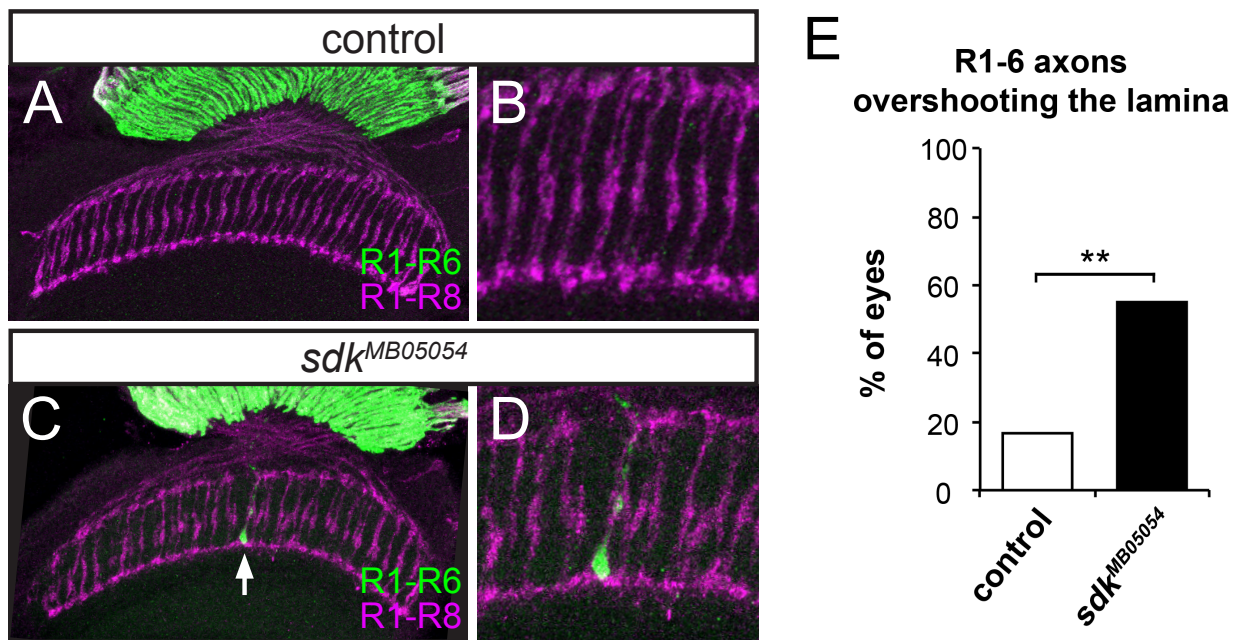 control
A
B
R1-R6
R1-R8
sdkMB05054
C
D
R1-R6
R1-R8
E
R1-6 axons
overshooting the lamina
% of eyes
100
80
60
40
20
0
**
control
sdkMB05054